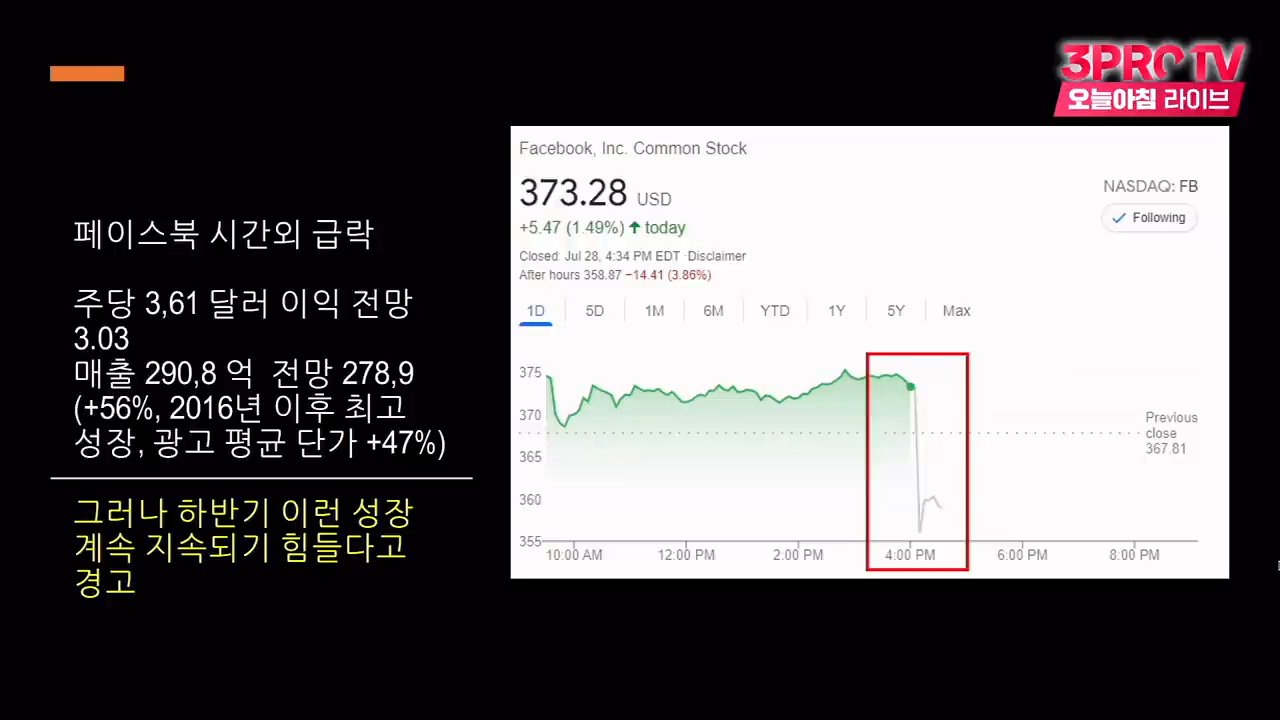 3PRO TV
오늘아침 라이브
페이스북 시간외 급락
주당 3,61 달러 이익 전망
3.03
매출 290,8 억 전망 278,9
(+56%, 2016년 이후 최고
성장, 광고 평균 단가 +47%)
그러나 하반기 이런 성장
계속 지속되기 힘들다고
경고
Facebook, Inc. Common Stock
373.28 USD
NASDAQ: FB
Following
+5.47 (1.49%) ↑ today
Closed: Jul 28, 4:34 PM EDT · Disclaimer
After hours 358.87 −14.41 (3.86%)
1D 5D 1M 6M YTD 1Y 5Y Max
375
370
365
360
355
Previous
close
367.81
10:00 AM 12:00 PM 2:00 PM 4:00 PM 6:00 PM 8:00 PM